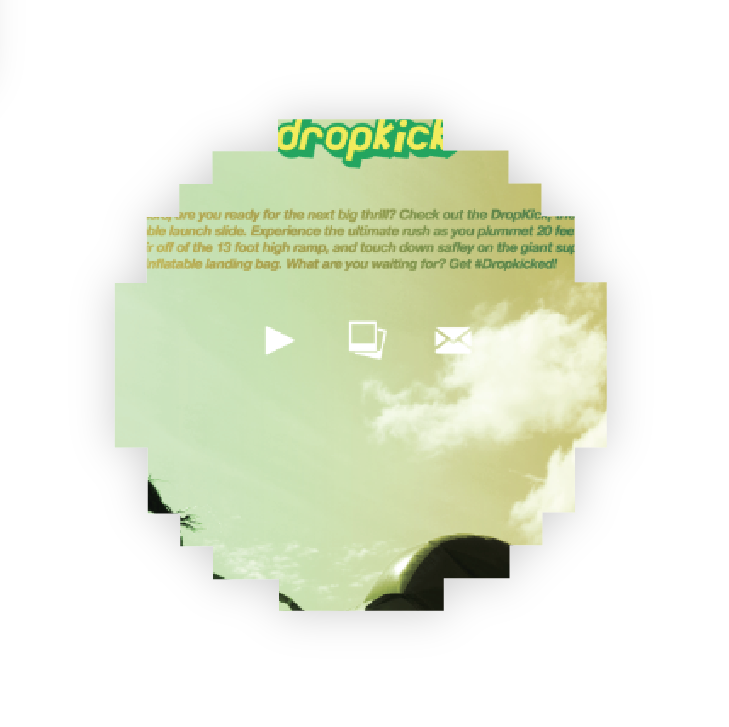 dropkick
are you ready for the next big thrill? Check out the DropKick,
launch slide. Experience the ultimate rush as you plummet 20
off of the 13 foot high ramp, and touch down safley on the giant
inflatable landing bag. What are you waiting for? Get #Dropkicked!